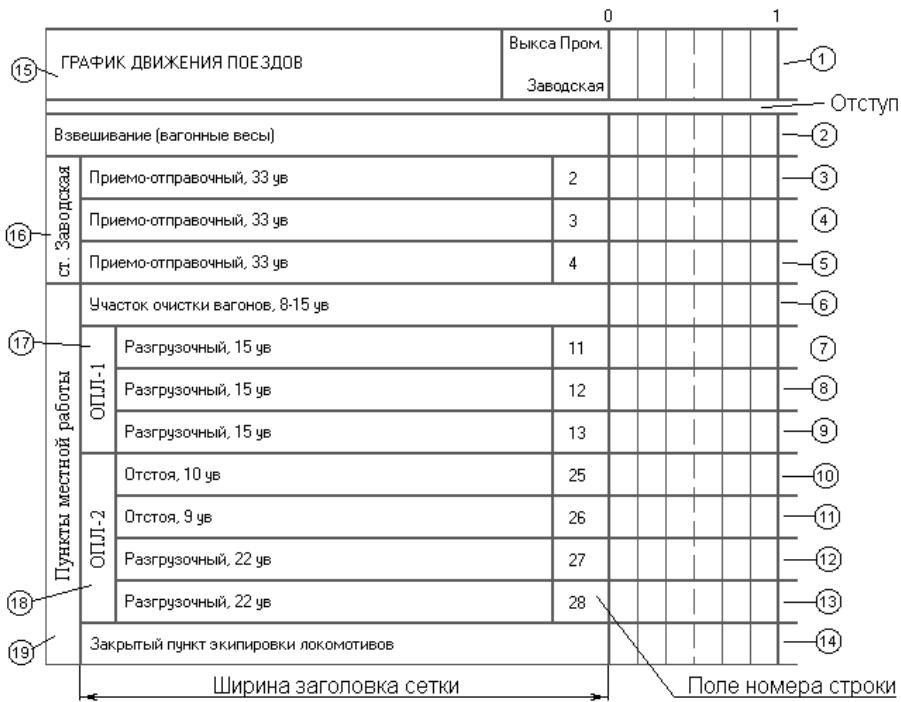 0 1
ГРАФИК ДВИЖЕНИЯ ПОЕЗДОВ
Выкса Пром.
Заводская
15
1
Отступ
Взвешивание (вагонные весы)
2
ст. Заводская
16
Приемо-отправочный, 33 ув 2
3
Приемо-отправочный, 33 ув 3
4
Приемо-отправочный, 33 ув 4
5
Пункты местной работы
Участок очистки вагонов, 8-15 ув
6
17
ОПЛ-1
Разгрузочный, 15 ув 11
7
Разгрузочный, 15 ув 12
8
Разгрузочный, 15 ув 13
9
ОПЛ-2
Отстоя, 10 ув 25
10
Отстоя, 9 ув 26
11
Разгрузочный, 22 ув 27
12
18
Разгрузочный, 22 ув 28
13
19
Закрытый пункт экипировки локомотивов
14
Ширина заголовка сетки
Поле номера строки